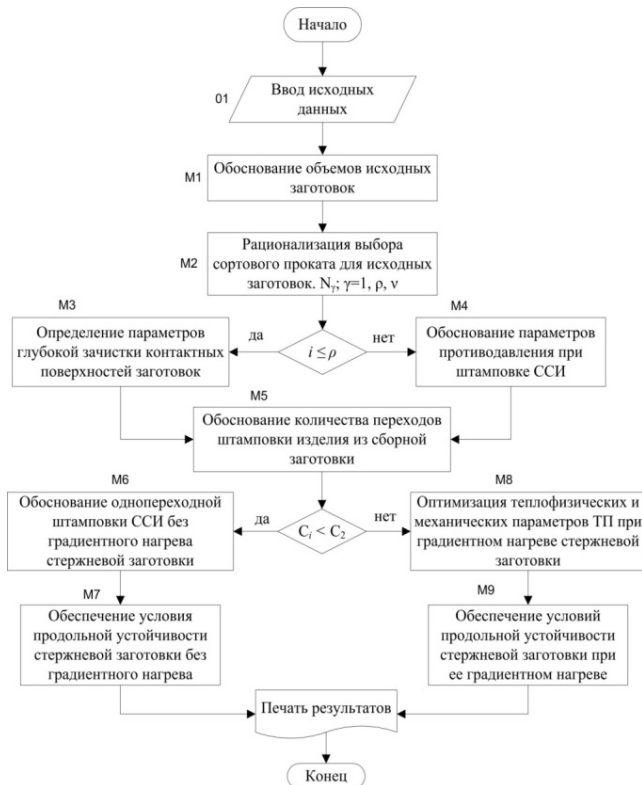 Начало
01
Ввод исходных
данных
M1
Обоснование объемов исходных
заготовок
M2
Рационализация выбора
сортового проката для исходных
заготовок. Nγ; γ=1, ρ, ν
M3
Определение параметров
глубокой зачистки контактных
поверхностей заготовок
да
i ≤ ρ
нет
M4
Обоснование параметров
противодавления при
штамповке ССИ
M5
Обоснование количества переходов
штамповки изделия из сборной
заготовки
M6
Обоснование однопереходной
штамповки ССИ без
градиентного нагрева
стержневой заготовки
да
Ci < C2
нет
M8
Оптимизация теплофизических и
механических параметров ТП при
градиентном нагреве стержневой
заготовки
M7
Обеспечение условия
продольной устойчивости
стержневой заготовки без
градиентного нагрева
M9
Обеспечение условий
продольной устойчивости
стержневой заготовки при
ее градиентном нагреве
Печать результатов
Конец